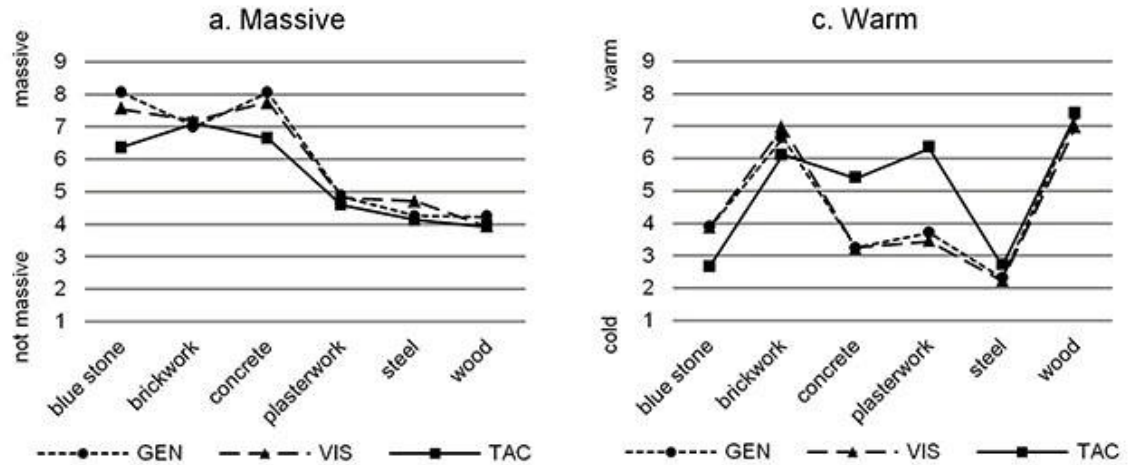 a. Massive
massive
not massive
9
8
7
6
5
4
3
2
1
blue stone
brickwork
concrete
plasterwork
steel
wood
GEN VIS TAC
c. Warm
warm
cold
9
8
7
6
5
4
3
2
1
blue stone
brickwork
concrete
plasterwork
steel
wood
GEN VIS TAC